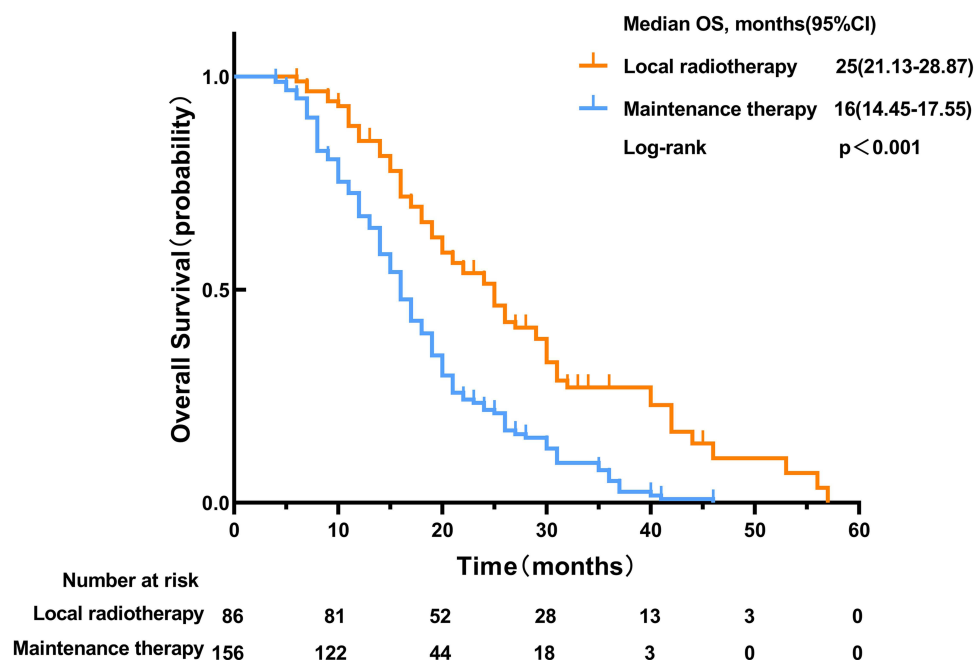 Median OS, months(95%CI)
Local radiotherapy 25(21.13-28.87)
Maintenance therapy 16(14.45-17.55)
Log-rank p＜0.001
Overall Survival(probability)
1.0
0.5
0.0
0 10 20 30 40 50 60
Time(months)
Number at risk
Local radiotherapy 86 81 52 28 13 3 0
Maintenance therapy 156 122 44 18 3 0 0